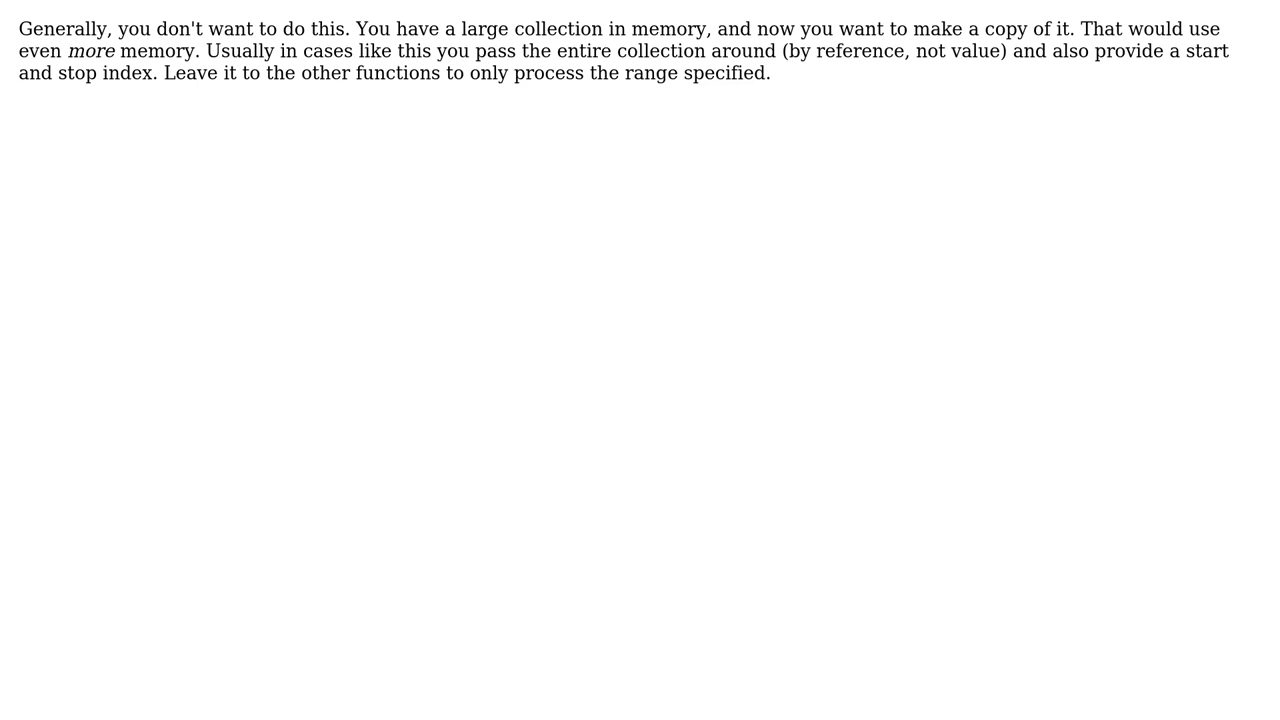 Generally, you don't want to do this. You have a large collection in memory, and now you want to make a copy of it. That would use
even more memory. Usually in cases like this you pass the entire collection around (by reference, not value) and also provide a start
and stop index. Leave it to the other functions to only process the range specified.